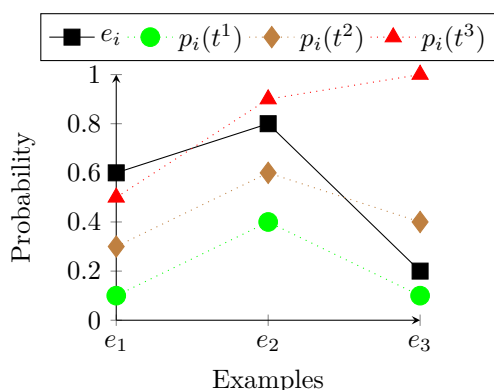 e_i p_i(t^1) p_i(t^2) p_i(t^3)
1
0.8
0.6
0.4
0.2
0
Probability
e_1 e_2 e_3
Examples